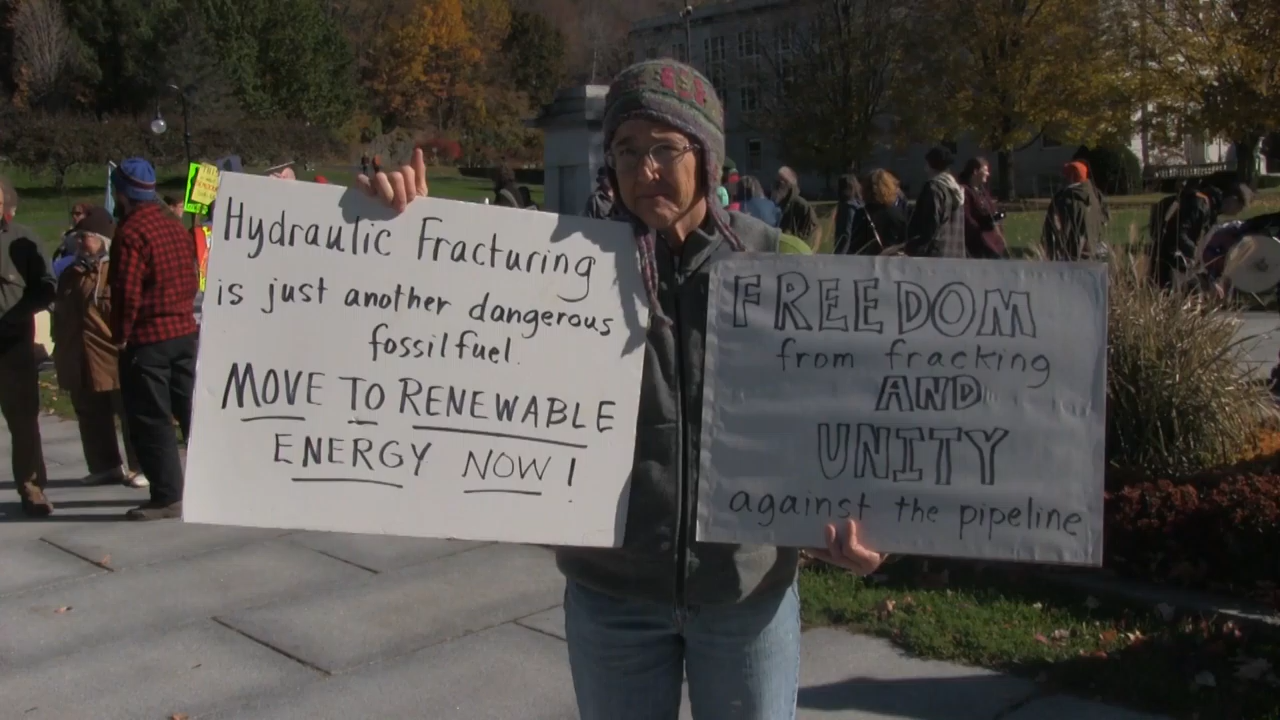 Hydraulic Fracturing
is just another dangerous
fossil fuel.
MOVE TO RENEWABLE
ENERGY NOW!
FREEDOM
from fracking
AND
UNITY
against the pipeline